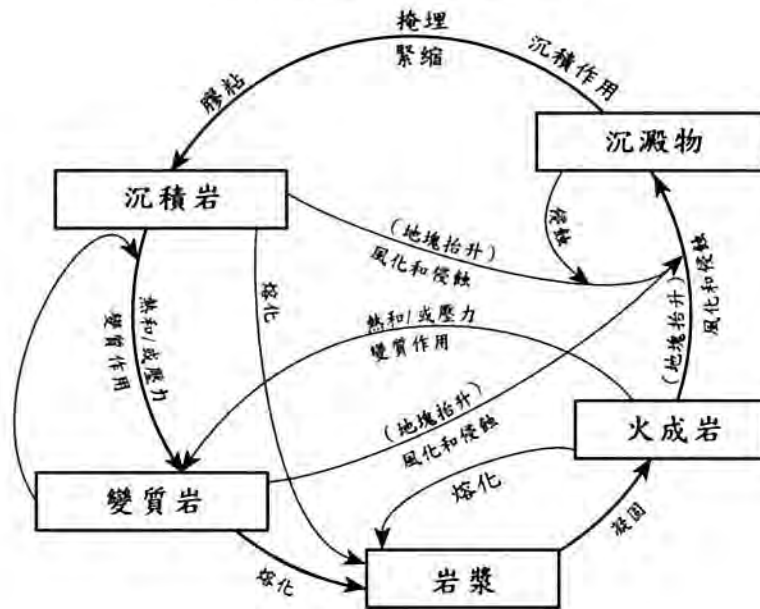 掩埋
緊縮
沉積作用
膠粘
沉澱物
沉積岩
侵蝕
(地塊抬升)
風化和侵蝕
(地塊抬升)
風化和侵蝕
熔化
熱和/或壓力
變質作用
熱和/或壓力
變質作用
(地塊抬升)
風化和侵蝕
火成岩
變質岩
熔化
凝固
熔化
岩漿